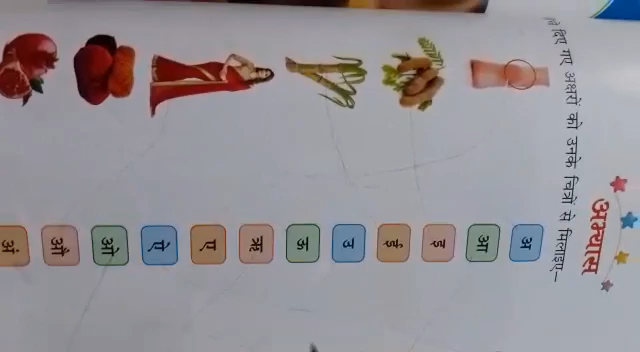 अभ्यास
दिए गए अक्षरों को उनके चित्रों से मिलाइए–
अ
आ
इ
ई
उ
ऊ
ऋ
ए
ऐ
ओ
औ
अं